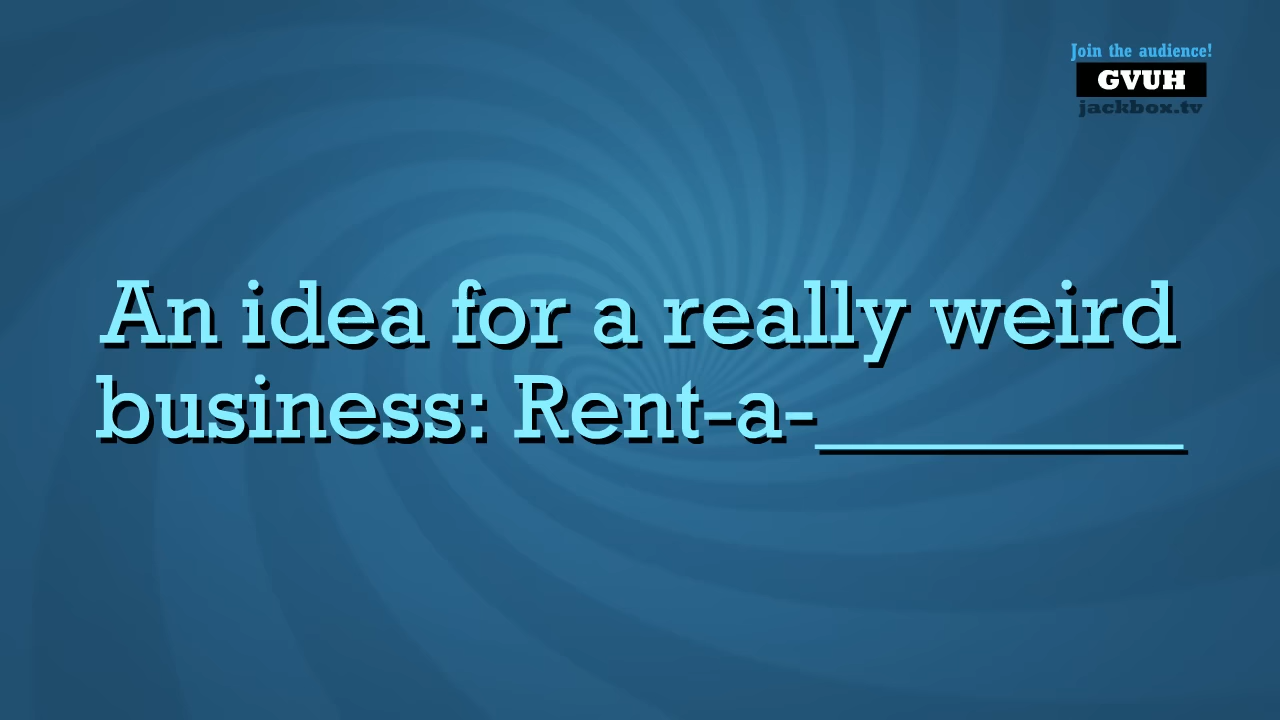 Join the audience!
GVUH
jackbox.tv
An idea for a really weird
business: Rent-a-________